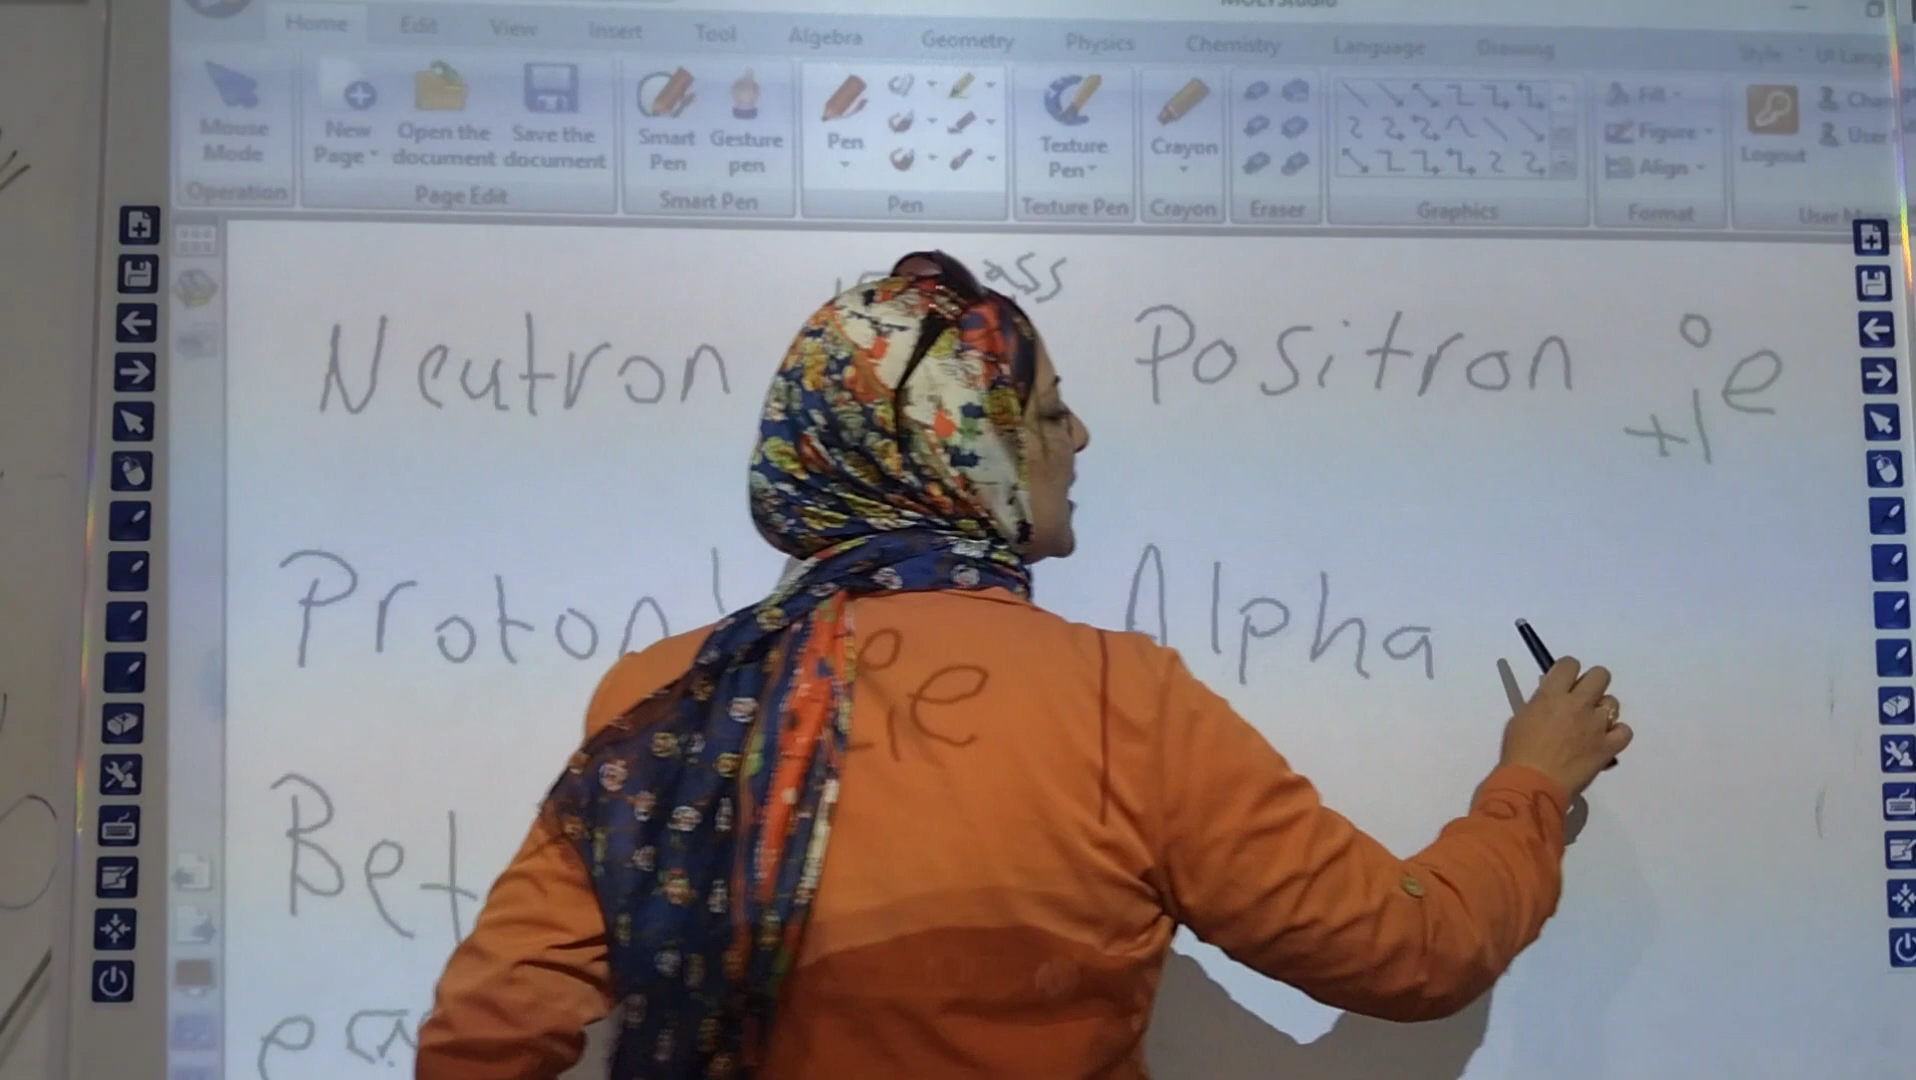 Home Edit View Insert Tool Algebra Geometry Physics Chemistry Language Drawing
Style
Mouse Mode
New Page
Open the document
Save the document
Smart Pen
Gesture pen
Pen
Texture Pen
Crayon
Fill
Figure
Align
Logout
Operation Page Edit Smart Pen Pen Texture Pen Crayon Eraser Graphics Format
ass
Neutron Positron 0 +1 e
Proton Alpha
e
Bet
e